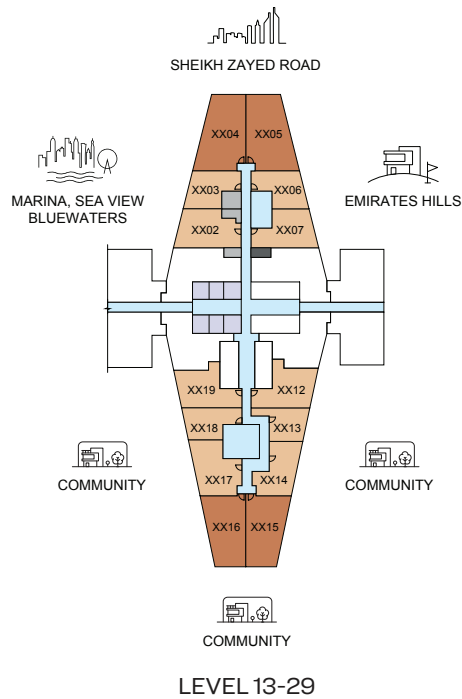 SHEIKH ZAYED ROAD
XX04 XX05
MARINA, SEA VIEW
BLUEWATERS
EMIRATES HILLS
XX03 XX06
XX02 XX07
XX19 XX12
XX18 XX13
XX17 XX14
COMMUNITY
COMMUNITY
XX16 XX15
COMMUNITY
LEVEL 13-29